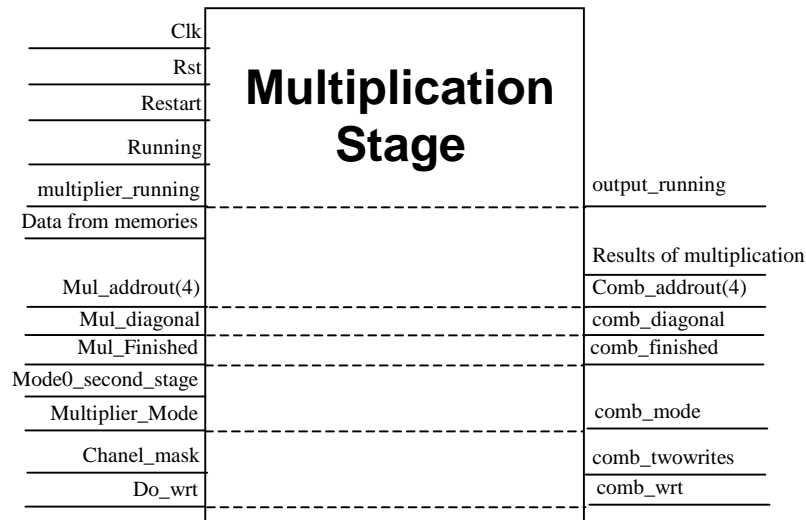 Clk
Rst
Restart
Running
multiplier_running
Data from memories
Mul_addrout(4)
Mul_diagonal
Mul_Finished
Mode0_second_stage
Multiplier_Mode
Chanel_mask
Do_wrt
Multiplication
Stage
output_running
Results of multiplication
Comb_addrout(4)
comb_diagonal
comb_finished
comb_mode
comb_twowrites
comb_wrt